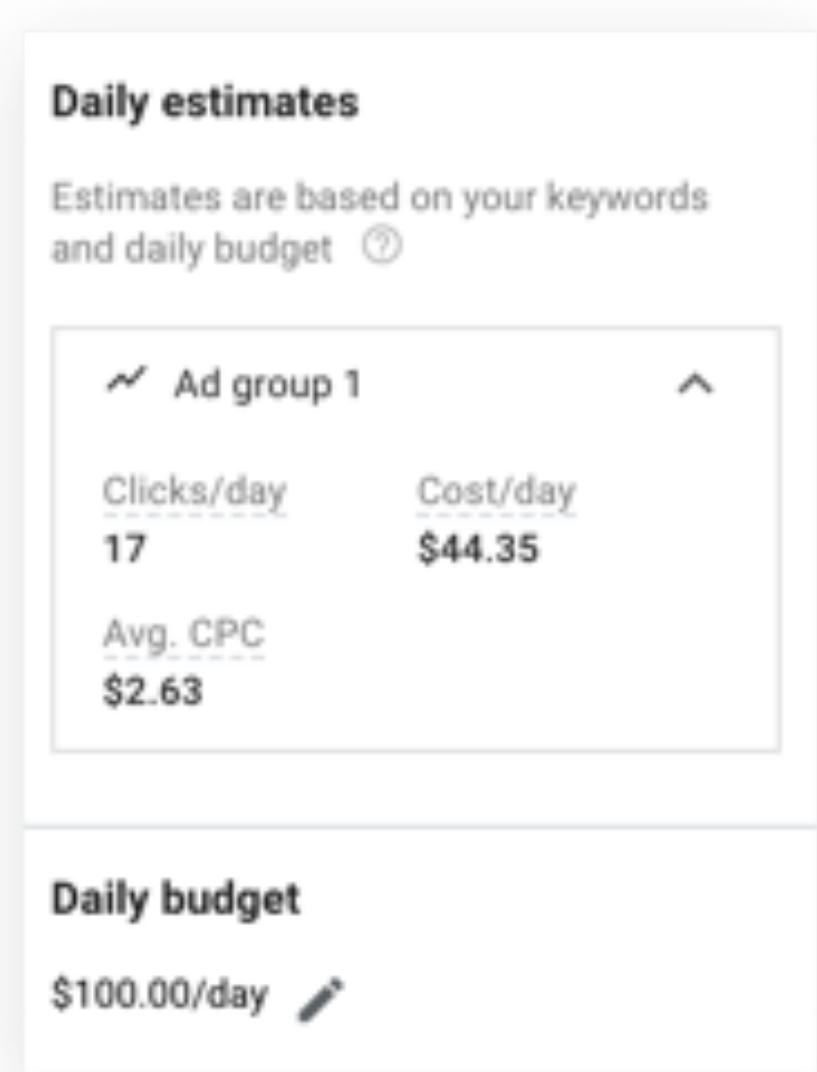 Daily estimates
Estimates are based on your keywords
and daily budget ?
Ad group 1
Clicks/day Cost/day
17 $44.35
Avg. CPC
$2.63
Daily budget
$100.00/day